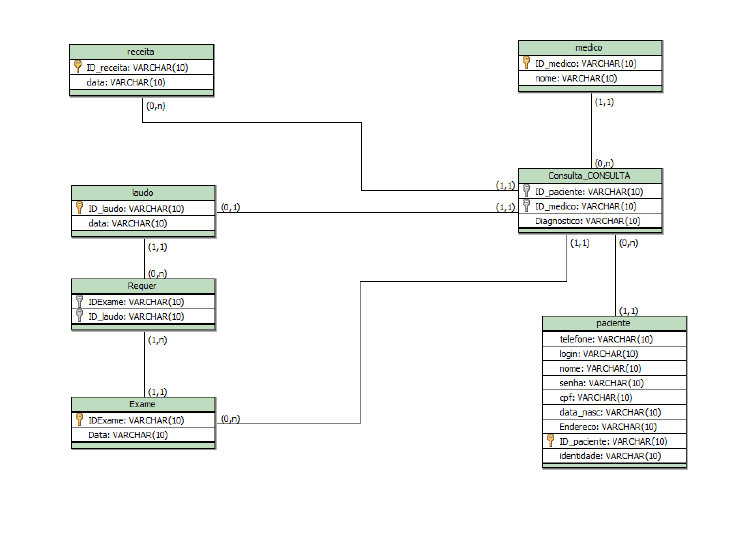 receita
ID_receita: VARCHAR(10)
data: VARCHAR(10)
(0,n)
medico
ID_medico: VARCHAR(10)
nome: VARCHAR(10)
(1,1)
(0,n)
Consulta_CONSULTA
ID_paciente: VARCHAR(10)
ID_medico: VARCHAR(10)
Diagnostico: VARCHAR(10)
(1,1)
(1,1)
(1,1)
(0,n)
laudo
ID_laudo: VARCHAR(10)
data: VARCHAR(10)
(0,1)
(1,1)
(0,n)
Requer
IDExame: VARCHAR(10)
ID_laudo: VARCHAR(10)
(1,n)
(1,1)
Exame
IDExame: VARCHAR(10)
Data: VARCHAR(10)
(0,n)
(1,1)
paciente
telefone: VARCHAR(10)
login: VARCHAR(10)
nome: VARCHAR(10)
senha: VARCHAR(10)
cpf: VARCHAR(10)
data_nasc: VARCHAR(10)
Endereco: VARCHAR(10)
ID_paciente: VARCHAR(10)
identidade: VARCHAR(10)